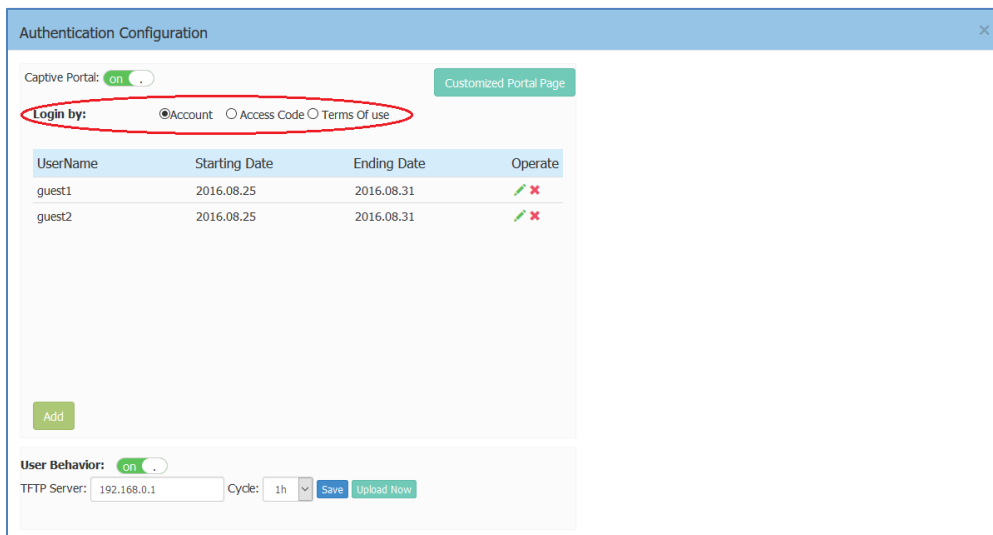 Authentication Configuration
Captive Portal: on .
Customized Portal Page
Login by: Account Access Code Terms Of use
UserName Starting Date Ending Date Operate
guest1 2016.08.25 2016.08.31
guest2 2016.08.25 2016.08.31
Add
User Behavior: on .
TFTP Server: 192.168.0.1 Cycle: 1h Save Upload Now